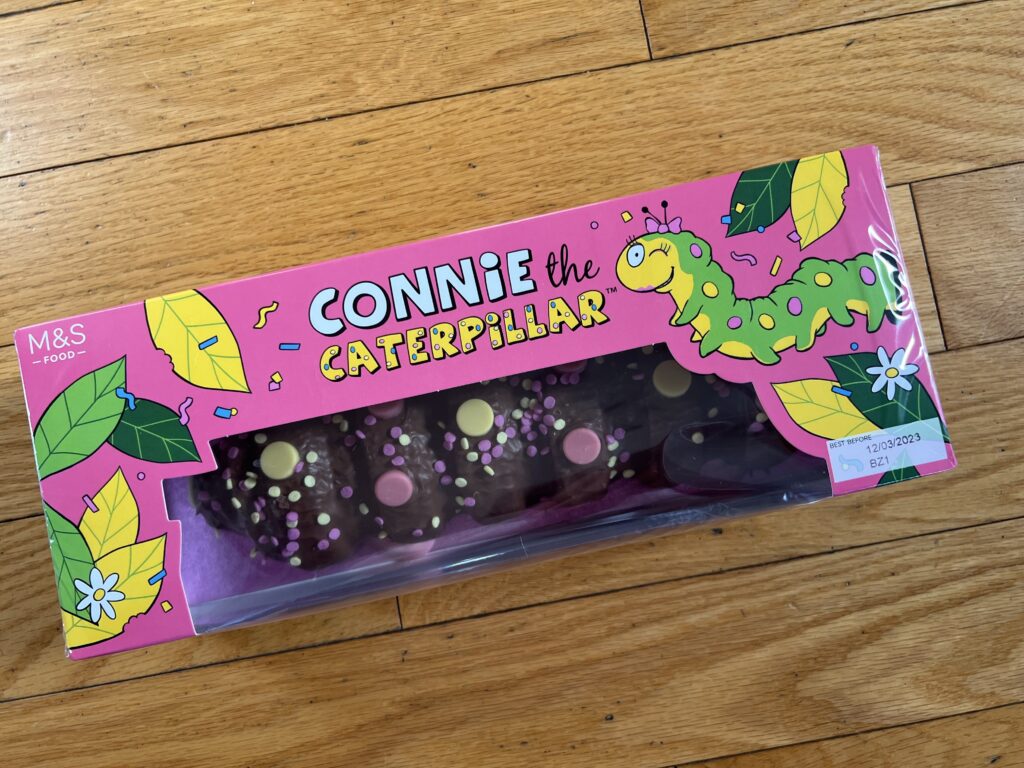 M&S
— FOOD —
CONNiE the
CATERPiLLAR™
BEST BEFORE
12/03/2023
BZ1